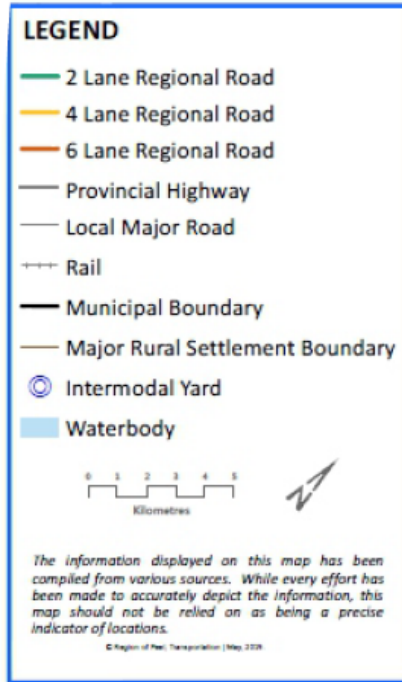 LEGEND
2 Lane Regional Road
4 Lane Regional Road
6 Lane Regional Road
Provincial Highway
Local Major Road
Rail
Municipal Boundary
Major Rural Settlement Boundary
Intermodal Yard
Waterbody
0 1 2 3 4 5
Kilometres
The information displayed on this map has been
compiled from various sources. While every effort has
been made to accurately depict the information, this
map should not be relied on as being a precise
indicator of locations.
© Region of Peel, Transportation | May,